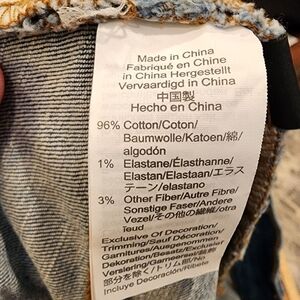 Made in China
Fabriqué en Chine
in China Hergestellt
Vervaardigd in China
中国製
Hecho en China
96% Cotton/Coton/
Baumwolle/Katoen/綿/
algodón
1% Elastane/Élasthanne/
Elastan/Elastaan/エラス
テーン/elastano
3% Other Fiber/Autre Fibre/
Sonstige Faser/Andere
Vezel/その他の繊維/otra
Teud
Exclusive Of Decoration/
Trimming/Sauf Décoration/
Garnitures/Ausgenommen
Dekoration/Besatz/Exclusief
Versiering/Garneersel/装飾
部分を除く/トリム部/No
Incluye Decoración/Ribete